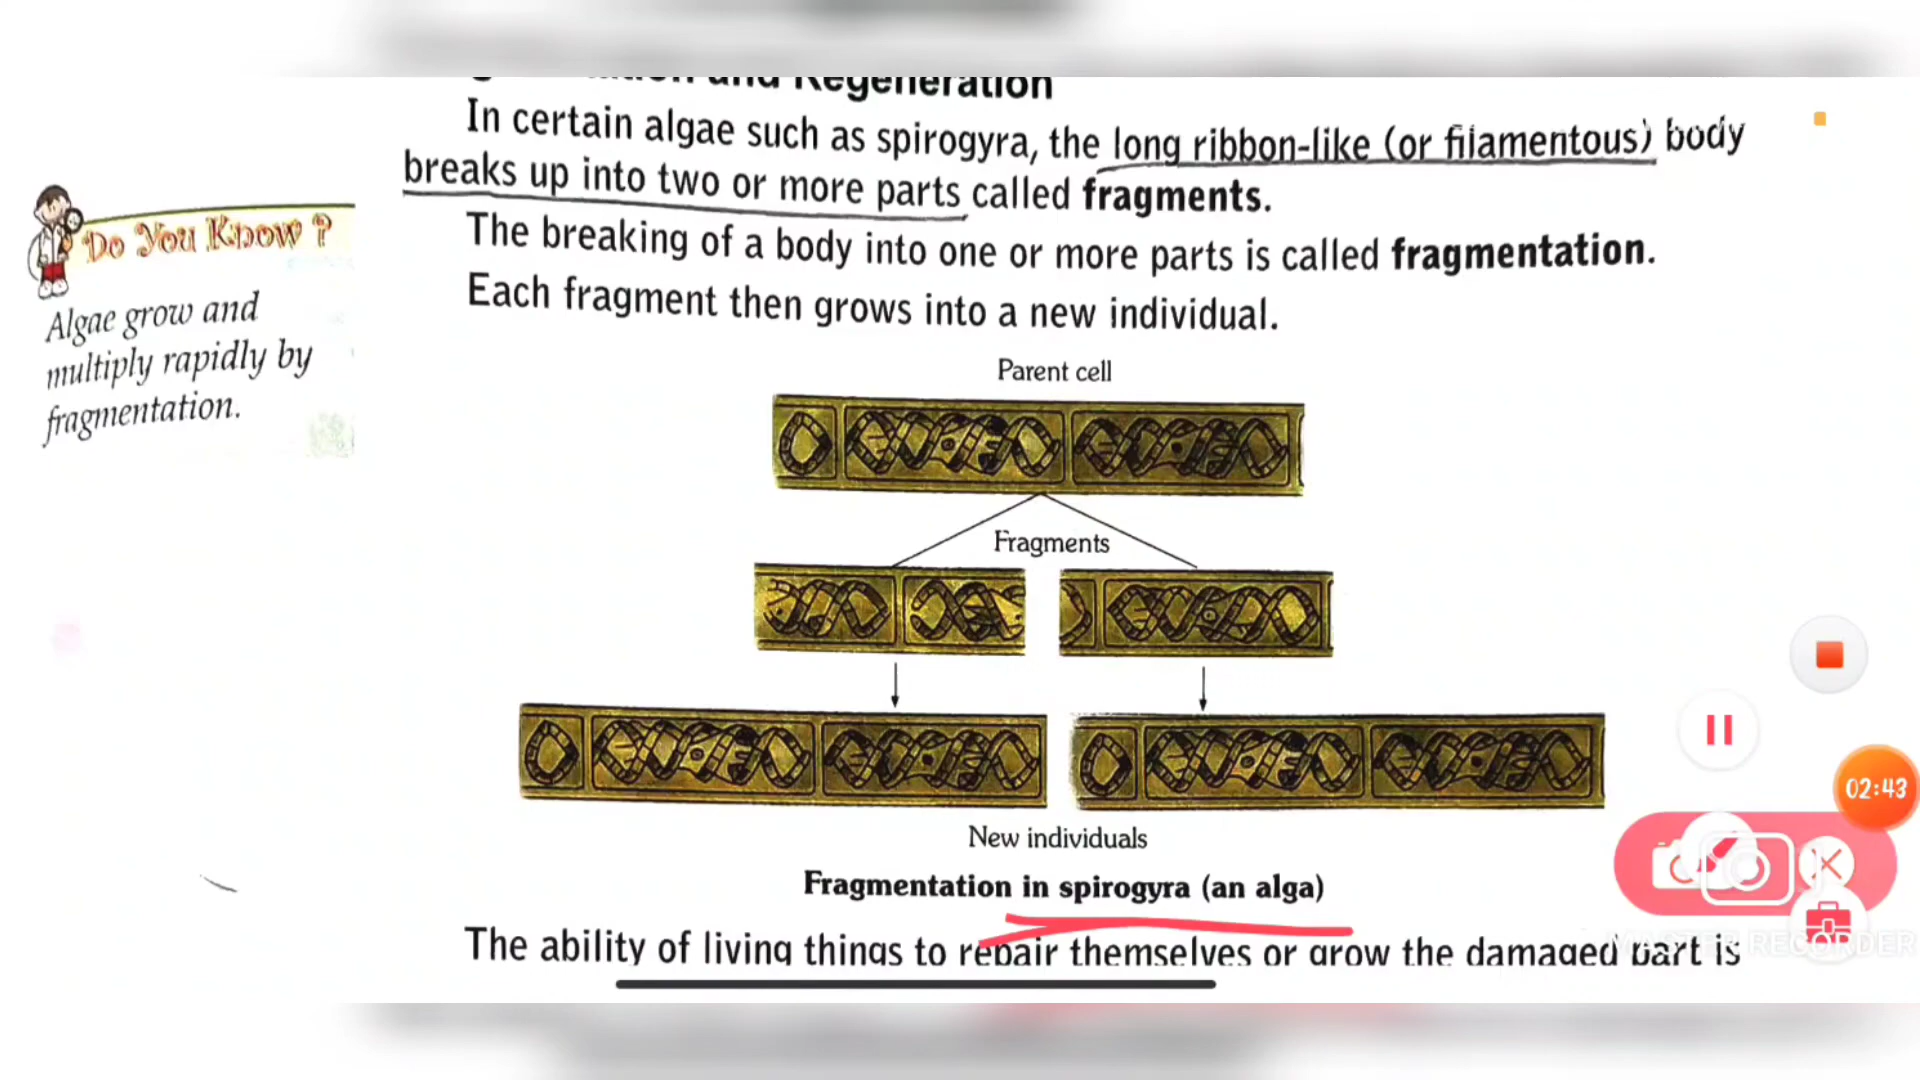 and Regeneration
In certain algae such as spirogyra, the long ribbon-like (or filamentous) body
breaks up into two or more parts called fragments.
The breaking of a body into one or more parts is called fragmentation.
Each fragment then grows into a new individual.
Do You Know ?
Algae grow and
multiply rapidly by
fragmentation.
Parent cell
Fragments
New individuals
Fragmentation in spirogyra (an alga)
The ability of living things to repair themselves or grow the damaged part is
02:43
MASTER RECORDER